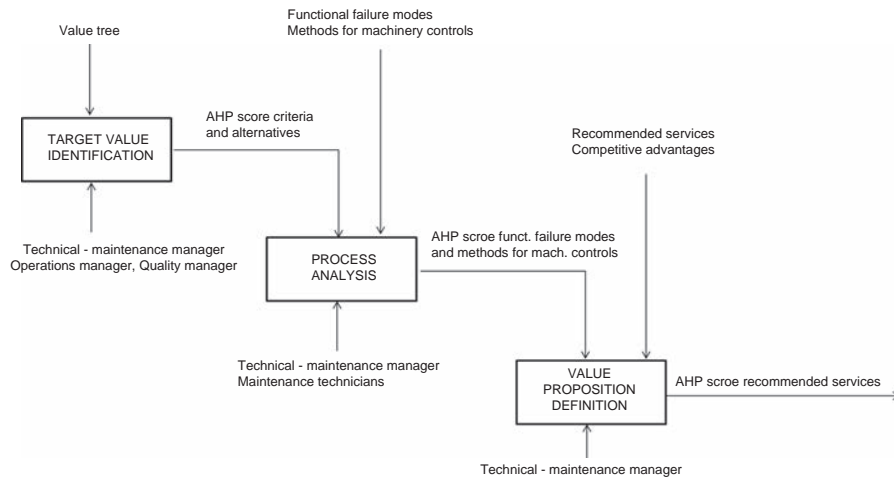 Functional failure modes
Methods for machinery controls
Value tree
AHP score criteria
and alternatives
TARGET VALUE
IDENTIFICATION
Recommended services
Competitive advantages
Technical - maintenance manager
Operations manager, Quality manager
PROCESS
ANALYSIS
AHP scroe funct. failure modes
and methods for mach. controls
Technical - maintenance manager
Maintenance technicians
VALUE
PROPOSITION
DEFINITION
AHP scroe recommended services
Technical - maintenance manager